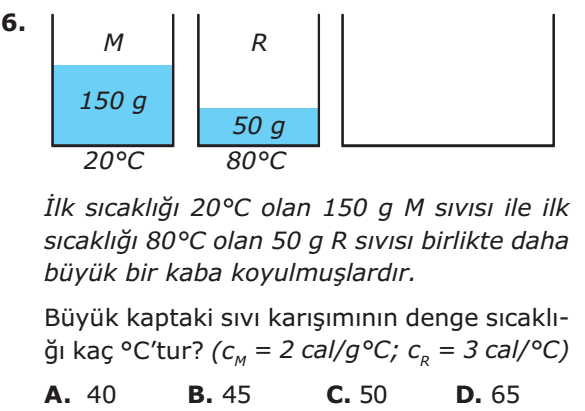 6.
M R
150 g
50 g
20°C 80°C
İlk sıcaklığı 20°C olan 150 g M sıvısı ile ilk
sıcaklığı 80°C olan 50 g R sıvısı birlikte daha
büyük bir kaba koyulmuşlardır.
Büyük kaptaki sıvı karışımının denge sıcaklı-
ğı kaç °C’tur? (c_M = 2 cal/g°C; c_R = 3 cal/°C)
A. 40 B. 45 C. 50 D. 65